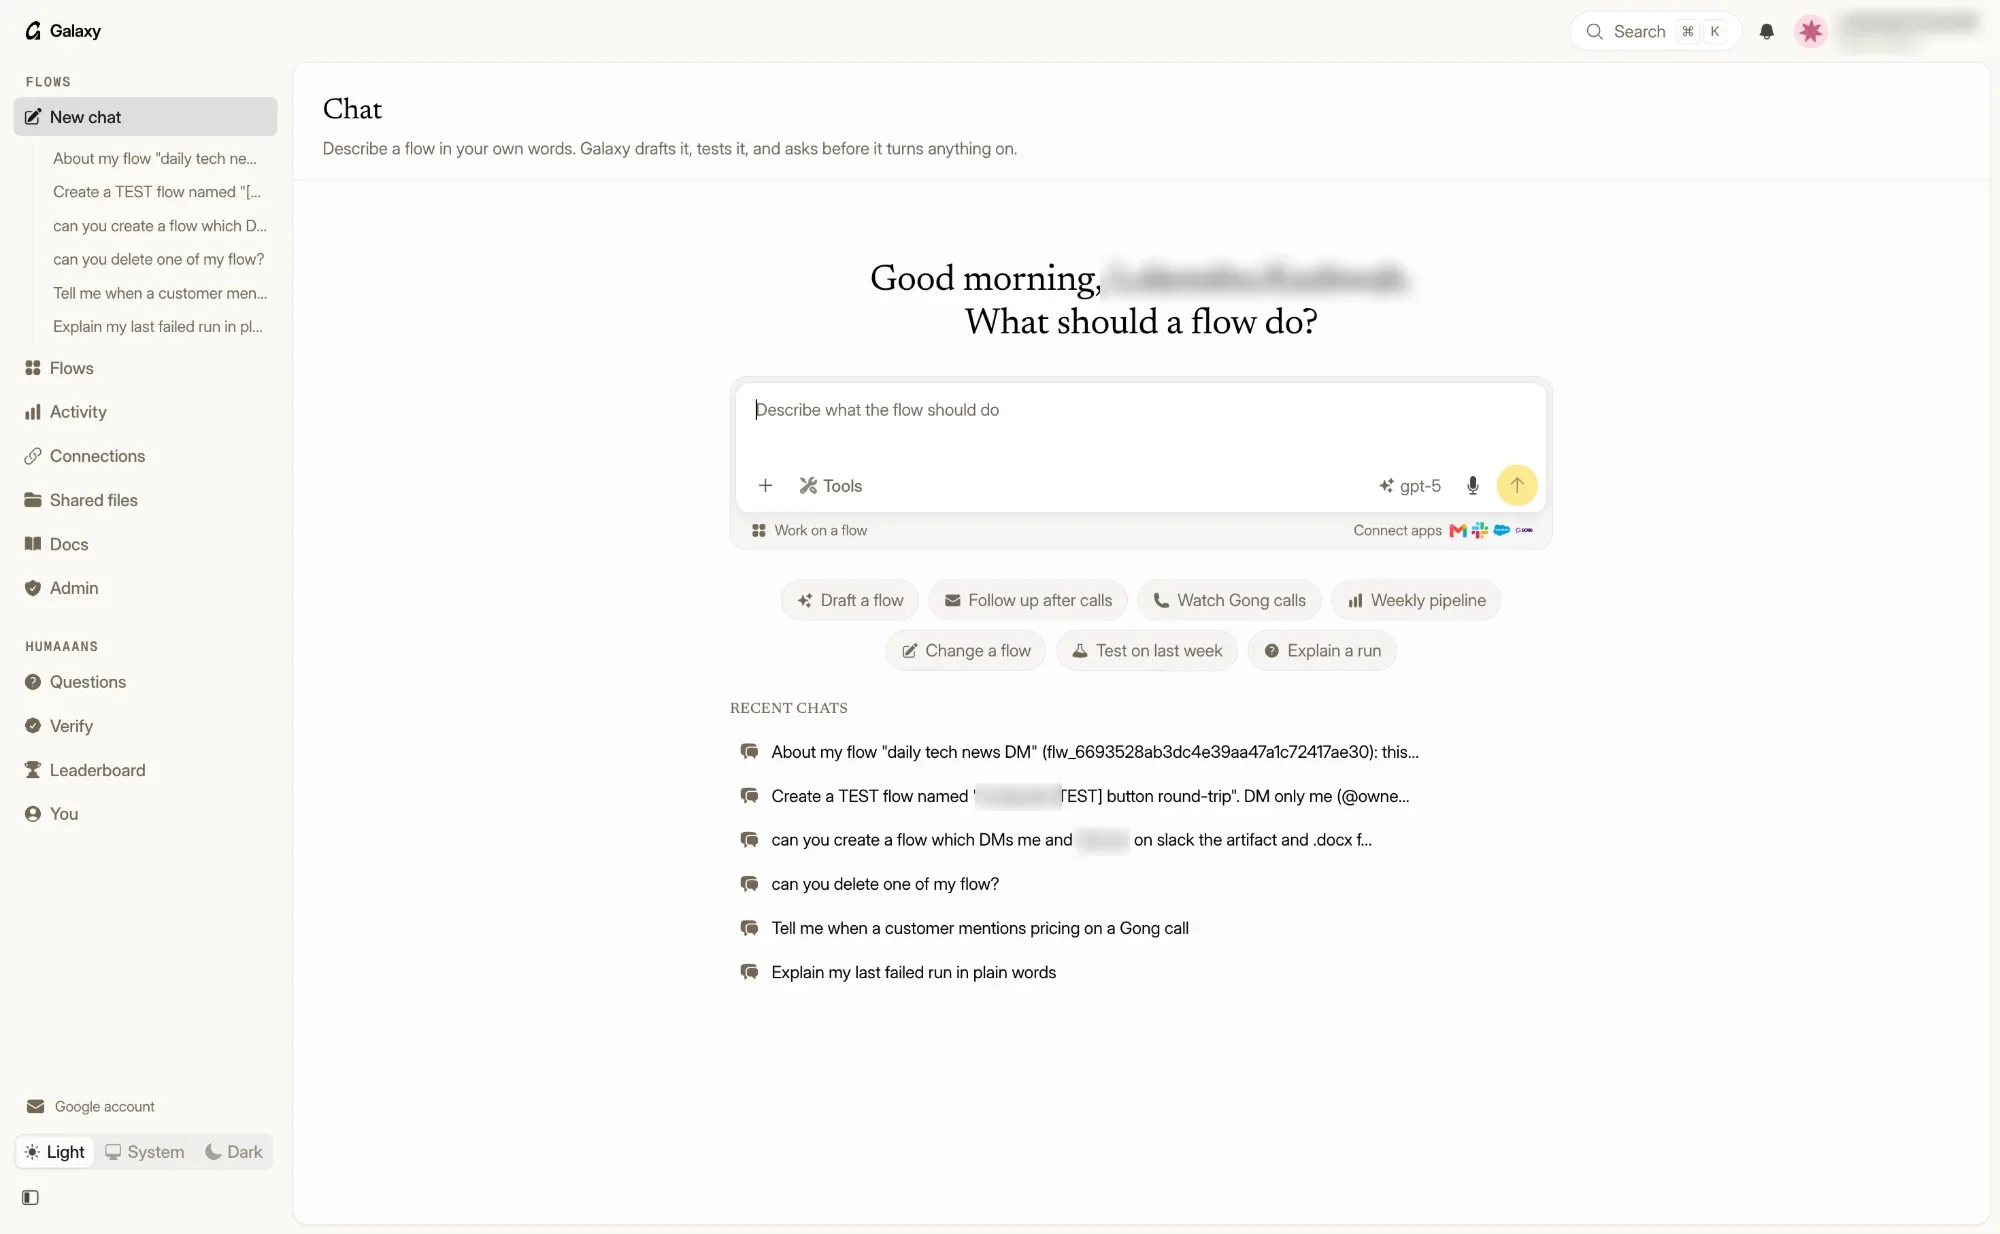 Galaxy
Search ⌘ K
FLOWS
New chat
About my flow "daily tech ne...
Create a TEST flow named "[...
can you create a flow which D...
can you delete one of my flow?
Tell me when a customer men...
Explain my last failed run in pl...
Flows
Activity
Connections
Shared files
Docs
Admin
HUMAAANS
Questions
Verify
Leaderboard
You
Google account
Light
System
Dark
Chat
Describe a flow in your own words. Galaxy drafts it, tests it, and asks before it turns anything on.
Good morning,
What should a flow do?
Describe what the flow should do
Tools
gpt-5
Work on a flow
Connect apps
Draft a flow
Follow up after calls
Watch Gong calls
Weekly pipeline
Change a flow
Test on last week
Explain a run
RECENT CHATS
About my flow "daily tech news DM" (flw_6693528ab3dc4e39aa47a1c72417ae30): this...
Create a TEST flow named TEST] button round-trip". DM only me (@owne...
can you create a flow which DMs me and on slack the artifact and .docx f...
can you delete one of my flow?
Tell me when a customer mentions pricing on a Gong call
Explain my last failed run in plain words